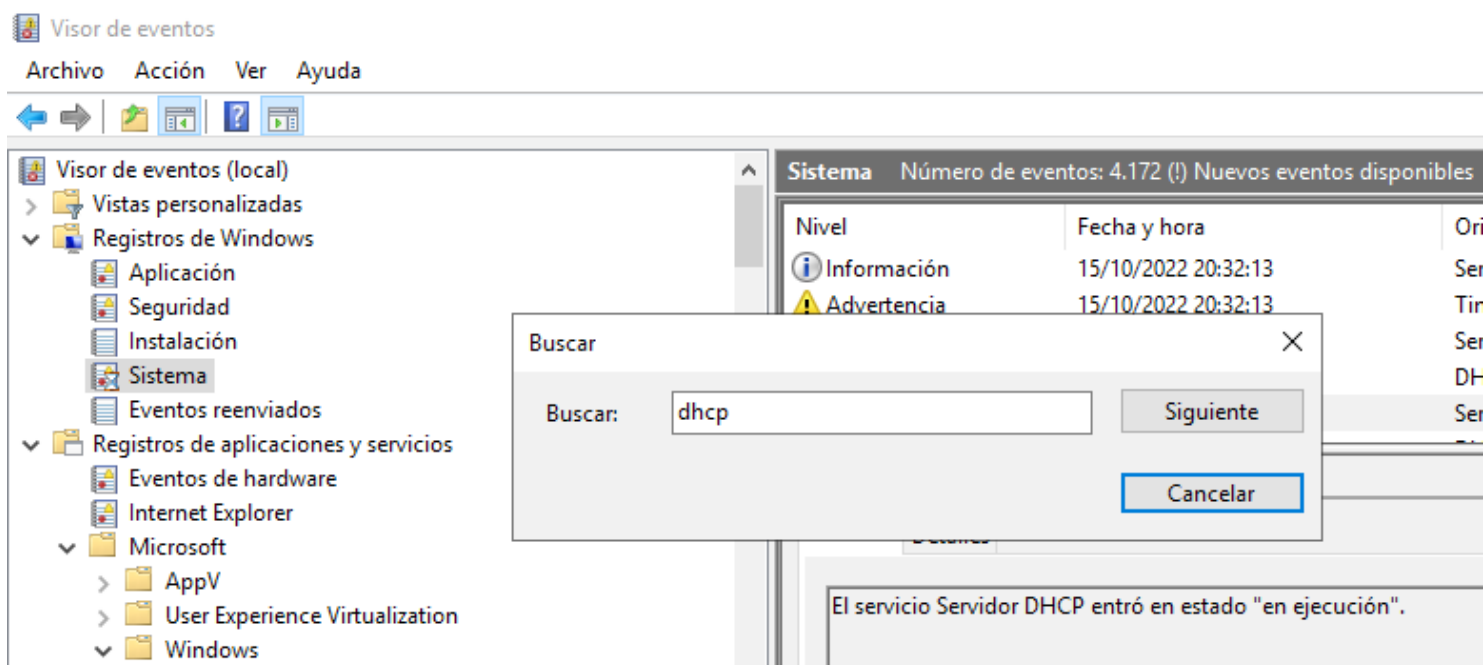 Visor de eventos
Archivo Acción Ver Ayuda
Visor de eventos (local)
Vistas personalizadas
Registros de Windows
Aplicación
Seguridad
Instalación
Sistema
Eventos reenviados
Registros de aplicaciones y servicios
Eventos de hardware
Internet Explorer
Microsoft
AppV
User Experience Virtualization
Windows
Sistema Número de eventos: 4.172 (!) Nuevos eventos disponibles
Nivel Fecha y hora
Información 15/10/2022 20:32:13
Advertencia 15/10/2022 20:32:13
Buscar
Buscar: dhcp Siguiente
Cancelar
El servicio Servidor DHCP entró en estado "en ejecución".